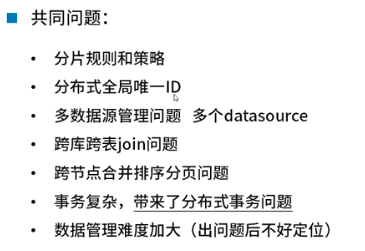 共同问题：
• 分片规则和策略
• 分布式全局唯一ID
• 多数据源管理问题 多个datasource
• 跨库跨表join问题
• 跨节点合并排序分页问题
• 事务复杂，带来了分布式事务问题
• 数据管理难度加大（出问题后不好定位）